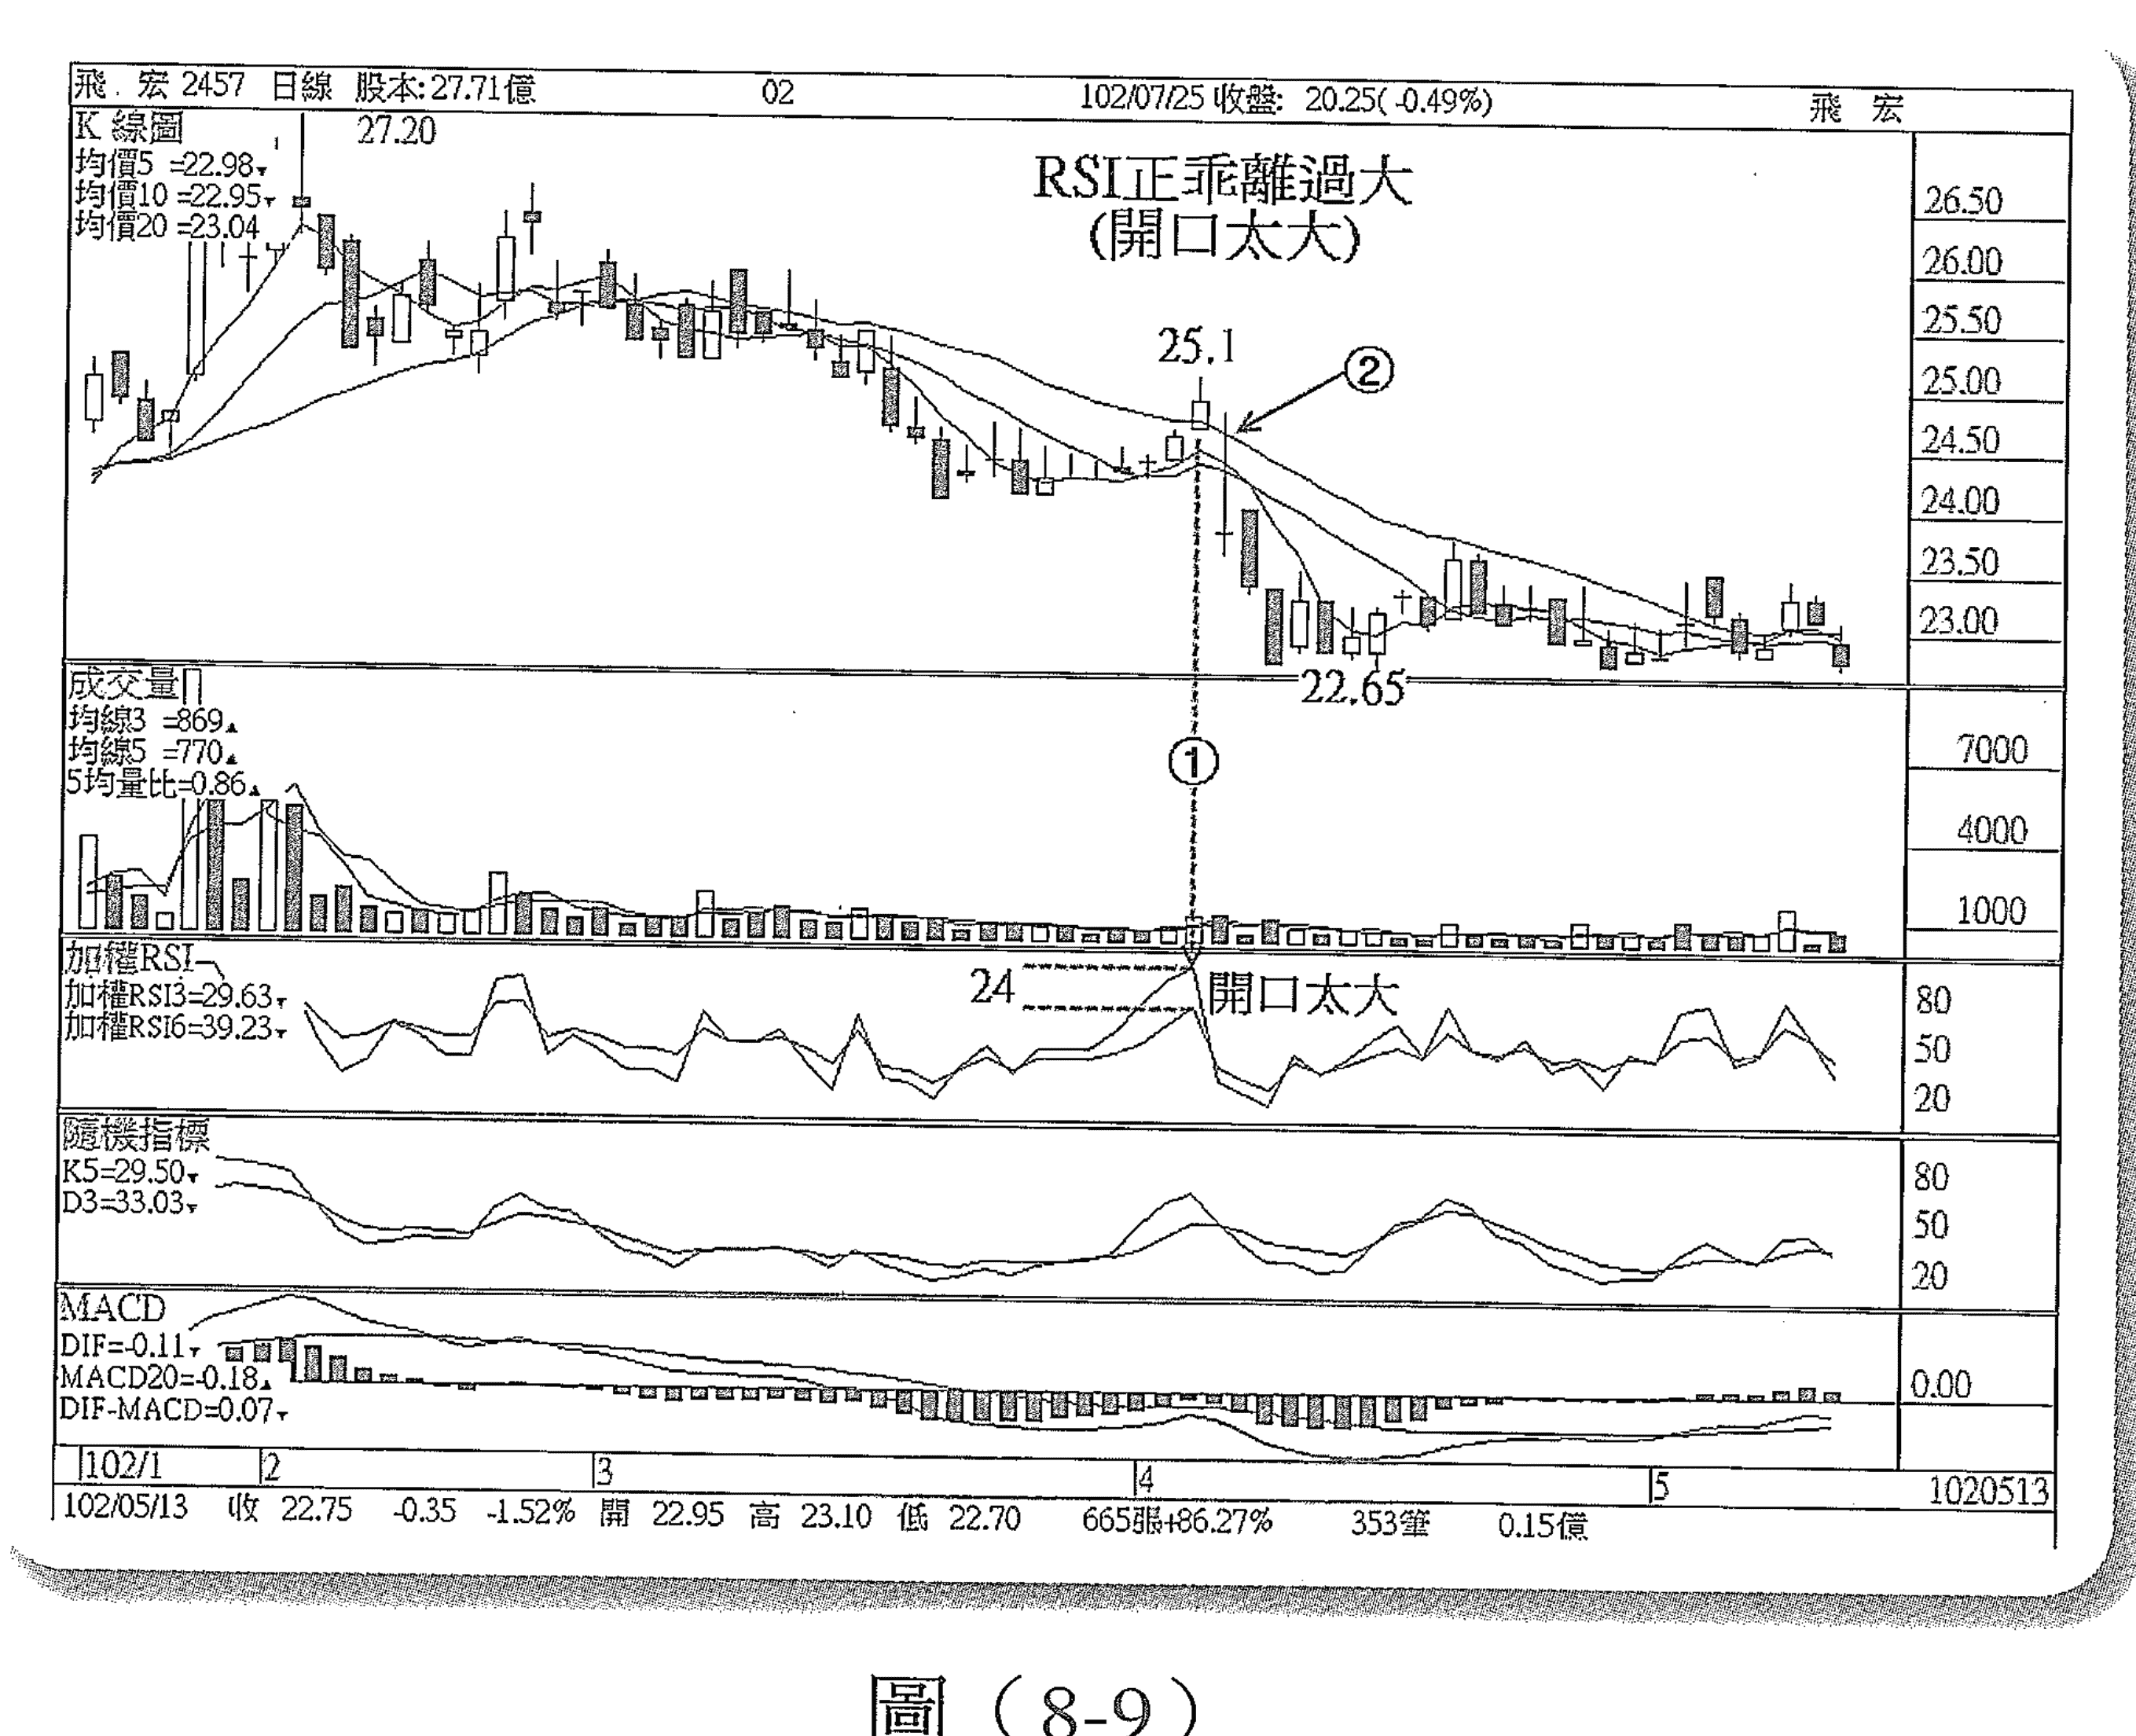 飛 宏 2457 日線 股本:27.71億 02 102/07/25 收盤: 20.25(-0.49%) 飛 宏
K 線圖 27.20
均價5 =22.98▼
均價10 =22.95▼
均價20 =23.04
RSI正乖離過大
(開口太大)
26.50
26.00
25.50
25.00
24.50
24.00
23.50
23.00
25.1
②
22.65
成交量
均線3 =869▲
均線5 =770▲
5均量比=0.86▲
①
7000
4000
1000
加權RSI
加權RSI3=29.63▼
加權RSI6=39.23▼
24
開口太大
80
50
20
隨機指標
K5=29.50▼
D3=33.03▼
80
50
20
MACD
DIF=-0.11▼
MACD20=-0.18▲
DIF-MACD=0.07▼
0.00
102/1 2 3 4 5 1020513
102/05/13 收 22.75 -0.35 -1.52% 開 22.95 高 23.10 低 22.70 665張+86.27% 353筆 0.15億
圖（8-9）